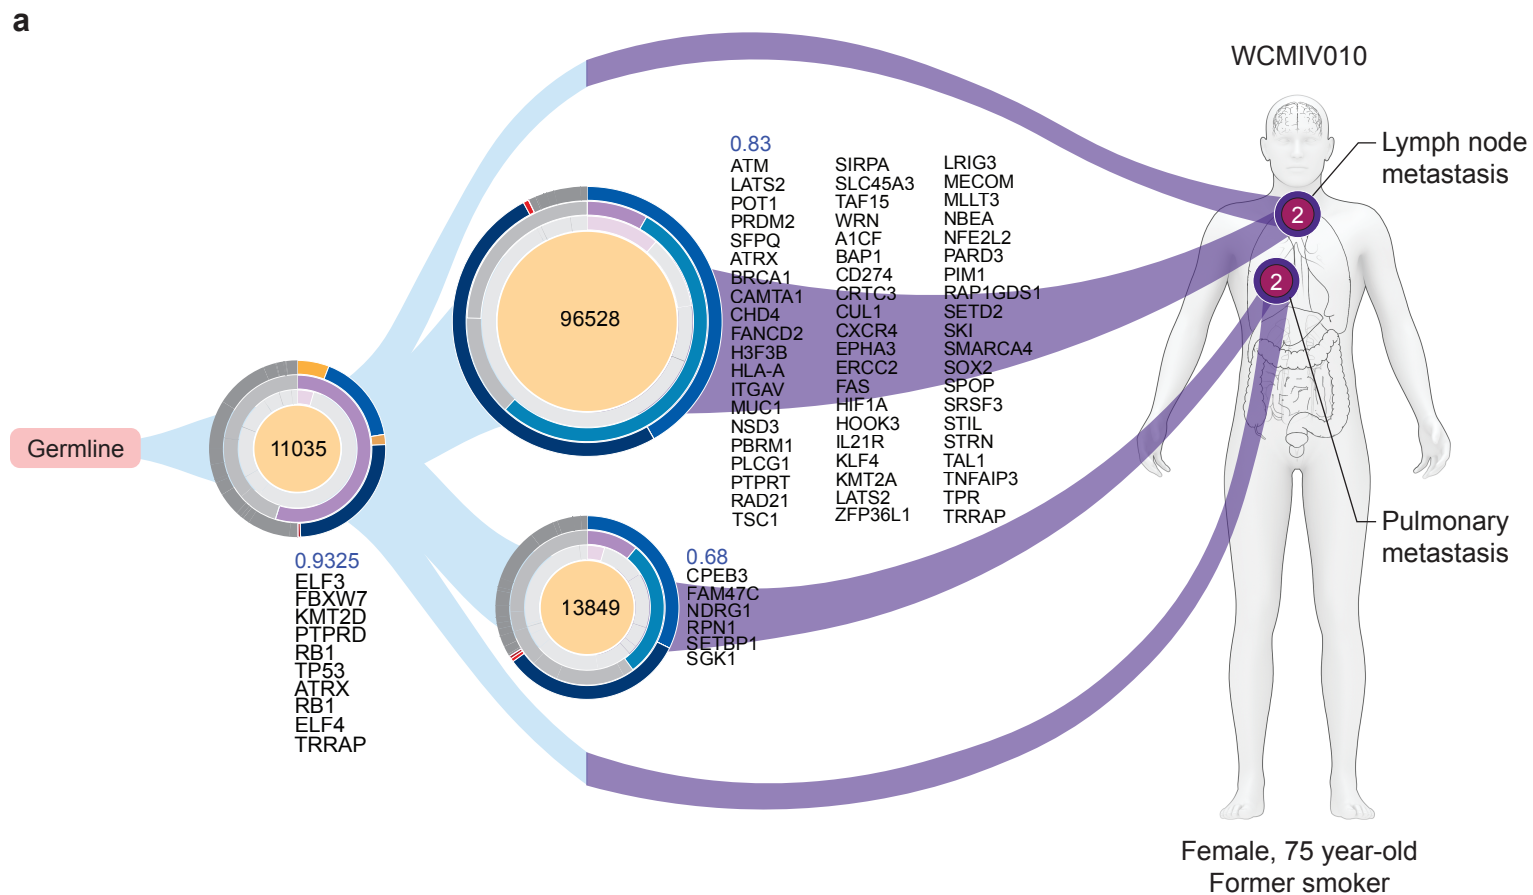 a
WCMIV010
Lymph node
metastasis
2
2
Pulmonary
metastasis
Female, 75 year-old
Former smoker
Germline
11035
0.9325
ELF3
FBXW7
KMT2D
PTPRD
RB1
TP53
ATRX
RB1
ELF4
TRRAP
96528
0.83
ATM
LATS2
POT1
PRDM2
SFPQ
ATRX
BRCA1
CAMTA1
CHD4
FANCD2
H3F3B
HLA-A
ITGAV
MUC1
NSD3
PBRM1
PLCG1
PTPRT
RAD21
TSC1
SIRPA
SLC45A3
TAF15
WRN
A1CF
BAP1
CD274
CRTC3
CUL1
CXCR4
EPHA3
ERCC2
FAS
HIF1A
HOOK3
IL21R
KLF4
KMT2A
LATS2
ZFP36L1
LRIG3
MECOM
MLLT3
NBEA
NFE2L2
PARD3
PIM1
RAP1GDS1
SETD2
SKI
SMARCA4
SOX2
SPOP
SRSF3
STIL
STRN
TAL1
TNFAIP3
TPR
TRRAP
13849
0.68
CPEB3
FAM47C
NDRG1
RPN1
SETBP1
SGK1